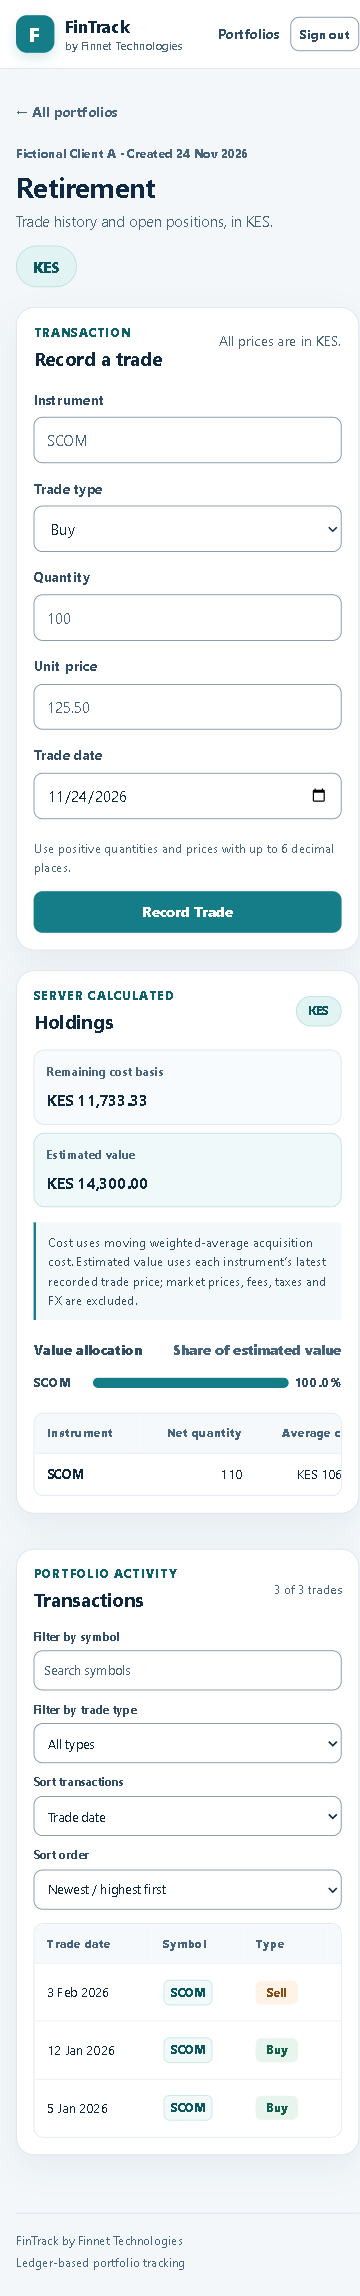 F
FinTrack
by Finnet Technologies
Portfolios
Sign out
← All portfolios
Fictional Client A · Created 24 Nov 2026
Retirement
Trade history and open positions, in KES.
KES
TRANSACTION
Record a trade
All prices are in KES.
Instrument
SCOM
Trade type
Buy
Quantity
100
Unit price
125.50
Trade date
11/24/2026
Use positive quantities and prices with up to 6 decimal
places.
Record Trade
SERVER CALCULATED
Holdings
KES
Remaining cost basis
KES 11,733.33
Estimated value
KES 14,300.00
Cost uses moving weighted-average acquisition
cost. Estimated value uses each instrument's latest
recorded trade price; market prices, fees, taxes and
FX are excluded.
Value allocation Share of estimated value
SCOM 100.0%
Instrument Net quantity Average c
SCOM 110 KES 106
PORTFOLIO ACTIVITY
Transactions
3 of 3 trades
Filter by symbol
Search symbols
Filter by trade type
All types
Sort transactions
Trade date
Sort order
Newest / highest first
Trade date Symbol Type
3 Feb 2026 SCOM Sell
12 Jan 2026 SCOM Buy
5 Jan 2026 SCOM Buy
FinTrack by Finnet Technologies
Ledger-based portfolio tracking